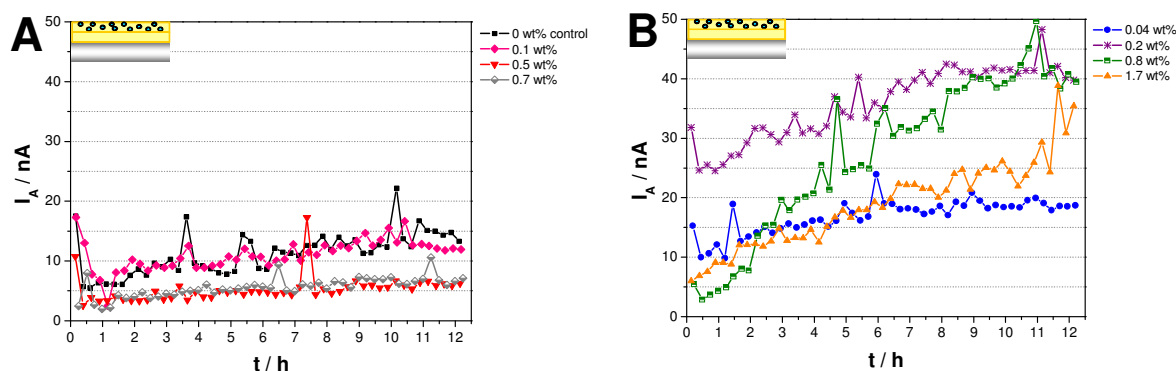 A
0 wt% control
0.1 wt%
0.5 wt%
0.7 wt%
50
40
30
20
10
0
I_A / nA
0 1 2 3 4 5 6 7 8 9 10 11 12
t / h
B
0.04 wt%
0.2 wt%
0.8 wt%
1.7 wt%
50
40
30
20
10
0
I_A / nA
0 1 2 3 4 5 6 7 8 9 10 11 12
t / h